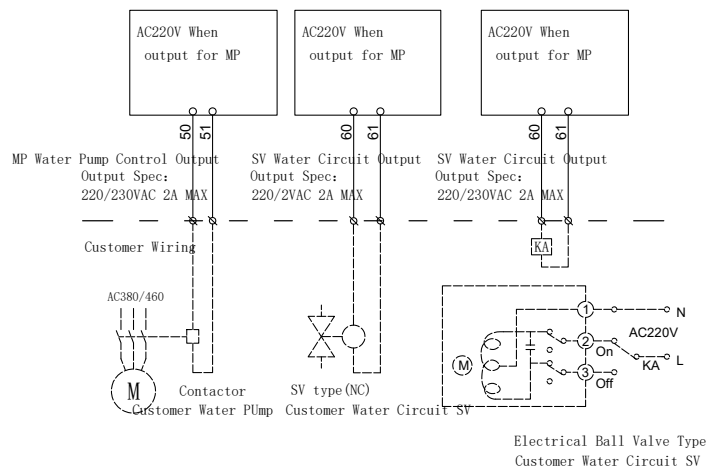 AC220V When
output for MP
AC220V When
output for MP
AC220V When
output for MP
50
51
60
61
60
61
MP Water Pump Control Output
Output Spec:
220/230VAC 2A MAX
SV Water Circuit Output
Output Spec:
220/2VAC 2A MAX
SV Water Circuit Output
Output Spec:
220/230VAC 2A MAX
Customer Wiring
KA
AC380/460
M
Contactor
Customer Water PUmp
SV type(NC)
Customer Water Circuit SV
M
1
N
2
On
AC220V
KA
L
3
Off
Electrical Ball Valve Type
Customer Water Circuit SV